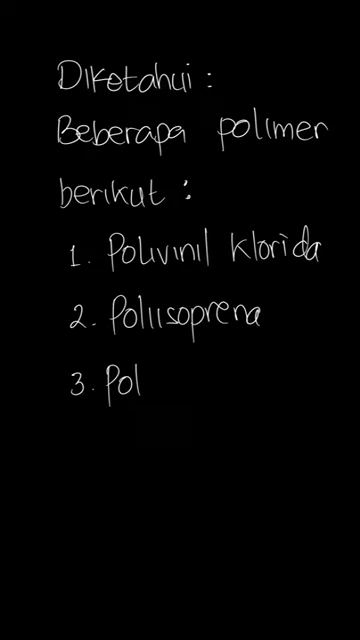 Diketahui :
Beberapa polimer
berikut :
1. Polivinil klorida
2. Poliisoprena
3. Pol